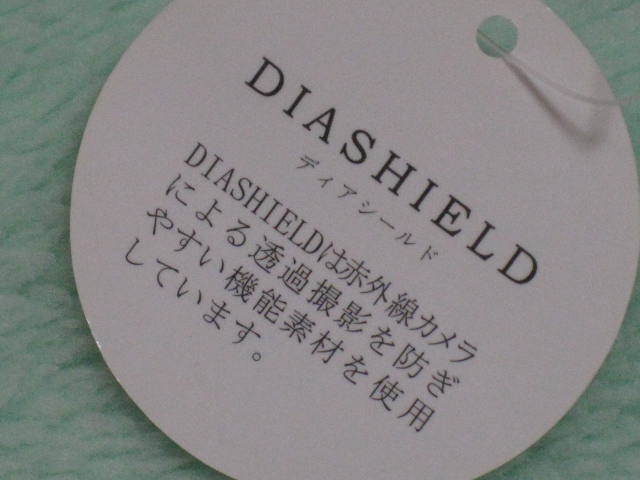 DIASHIELD
ディアシールド
DIASHIELDは赤外線カメラ
による透過撮影を防ぎ
やすい機能素材を使用
しています。